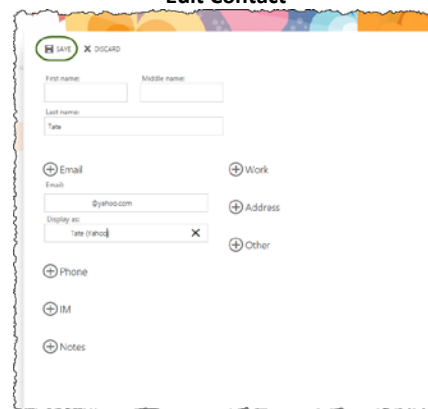 Edit Contact
SAVE DISCARD
First name: Middle name:
Last name:
Tate
Email Work
Email:
@yahoo.com
Address
Display as:
Tate (Yahoo)
Other
Phone
IM
Notes